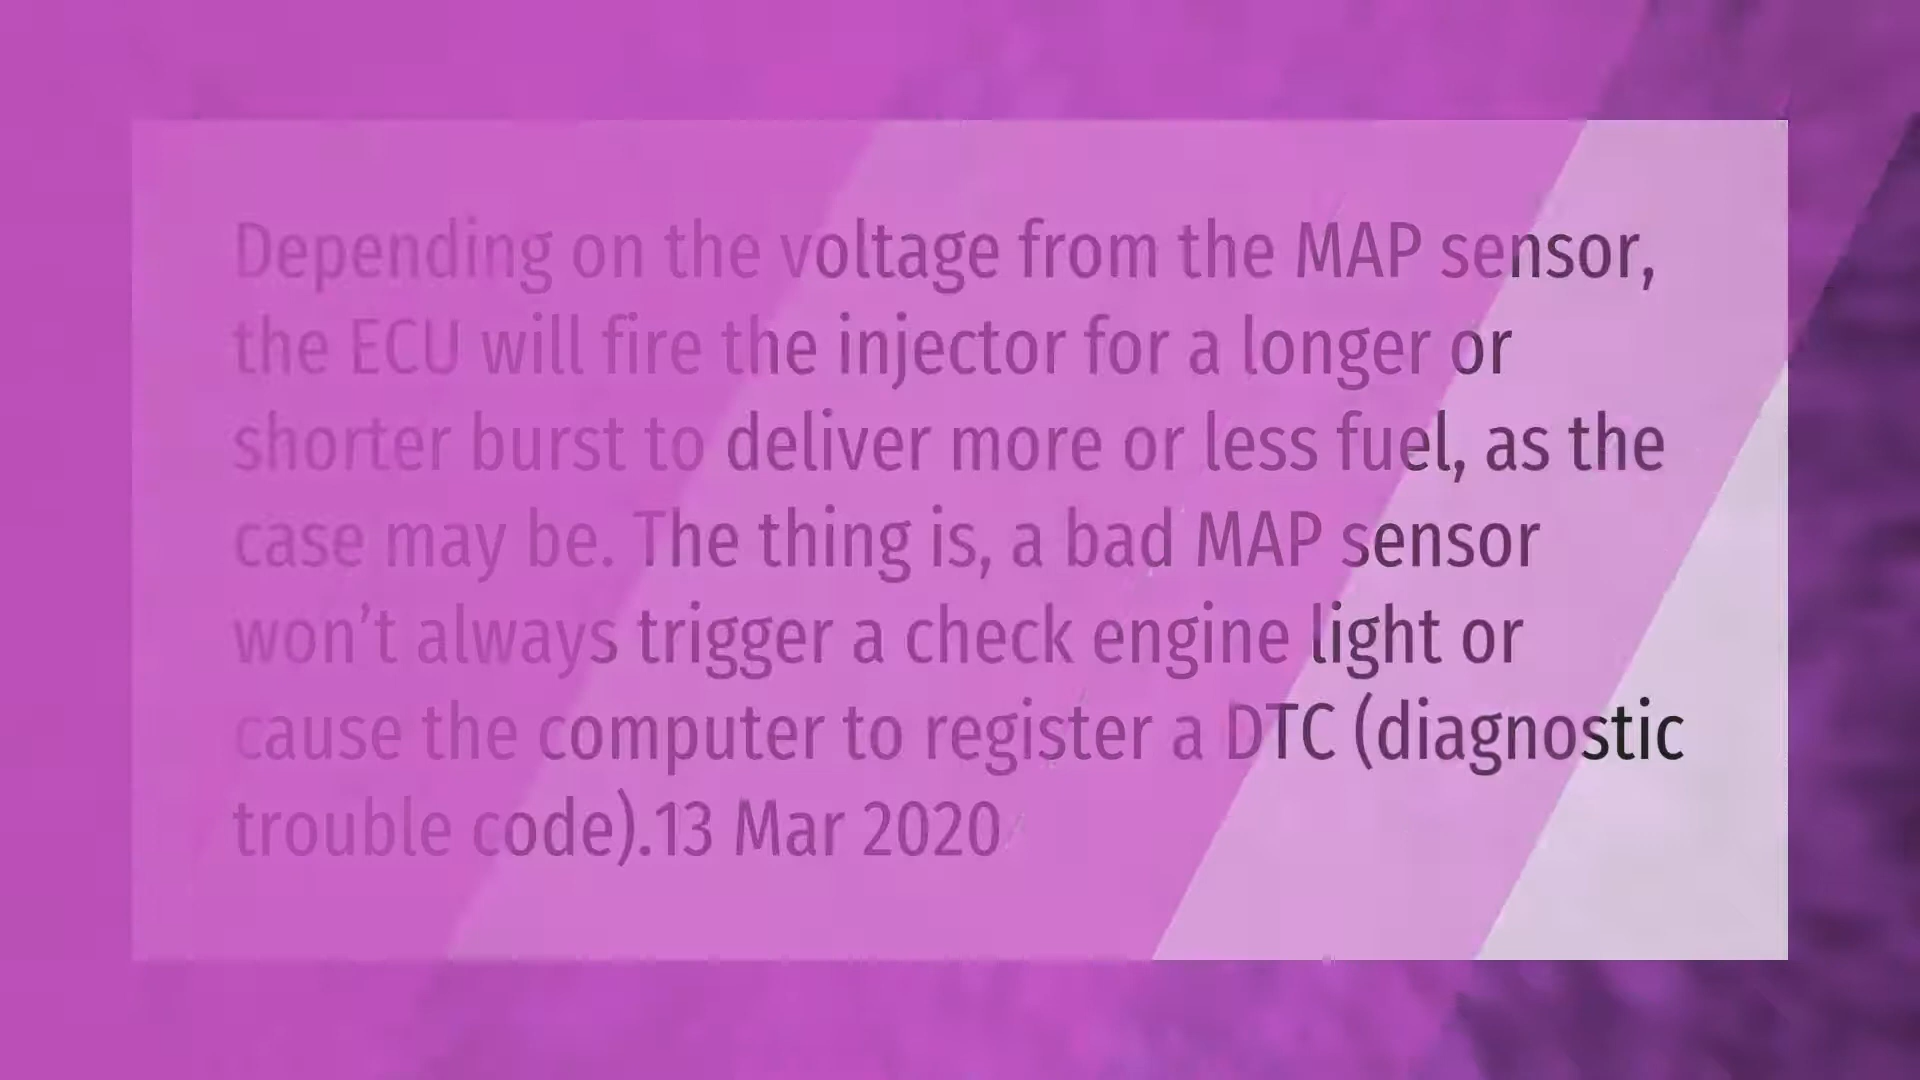 Depending on the voltage from the MAP sensor,
the ECU will fire the injector for a longer or
shorter burst to deliver more or less fuel, as the
case may be. The thing is, a bad MAP sensor
won’t always trigger a check engine light or
cause the computer to register a DTC (diagnostic
trouble code).13 Mar 2020